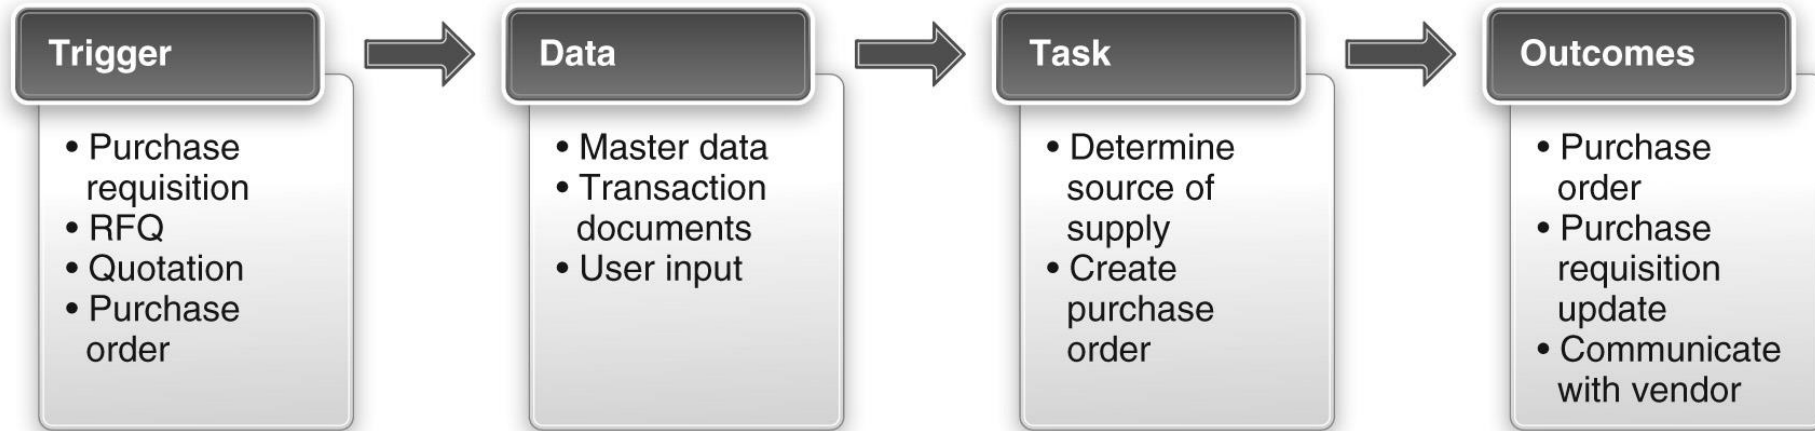 Trigger
• Purchase
requisition
• RFQ
• Quotation
• Purchase
order
Data
• Master data
• Transaction
documents
• User input
Task
• Determine
source of
supply
• Create
purchase
order
Outcomes
• Purchase
order
• Purchase
requisition
update
• Communicate
with vendor